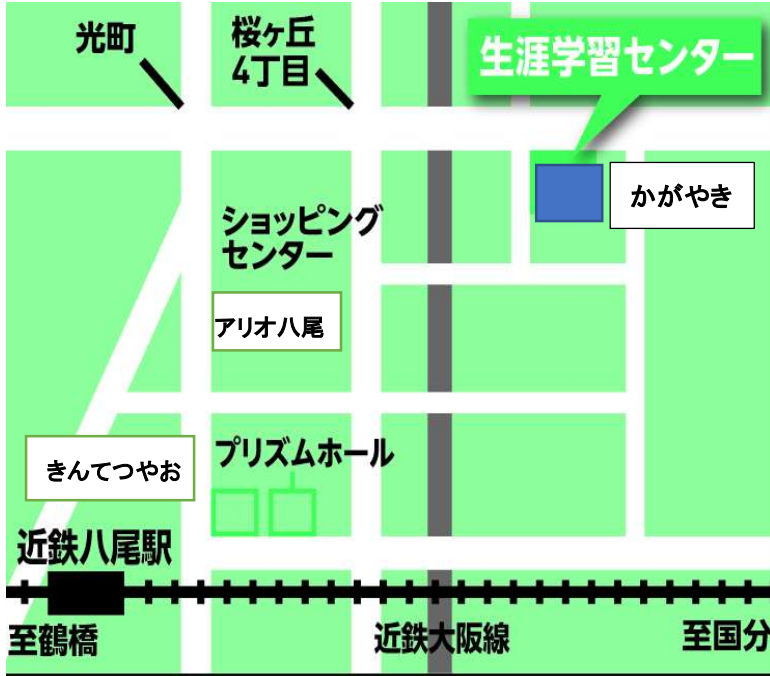 光町
桜ヶ丘
4丁目
生涯学習センター
かがやき
ショッピング
センター
アリオ八尾
きんてつやお
プリズムホール
近鉄八尾駅
至鶴橋
近鉄大阪線
至国分